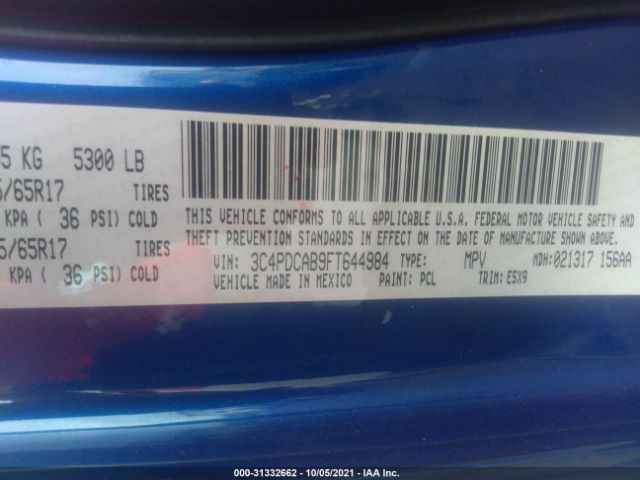 5 KG 5300 LB
5/65R17 TIRES
KPA ( 36 PSI) COLD
5/65R17 TIRES
KPA ( 36 PSI) COLD
THIS VEHICLE CONFORMS TO ALL APPLICABLE U.S.A. FEDERAL MOTOR VEHICLE SAFETY AND
THEFT PREVENTION STANDARDS IN EFFECT ON THE DATE OF MANUFACTURE SHOWN ABOVE.
VIN: 3C4PDCAB9FT644984 TYPE: MPV MDH: 021317 156AA
VEHICLE MADE IN MEXICO PAINT: PCL TRIM: E5X9
000-31332662 - 10/05/2021 - IAA Inc.